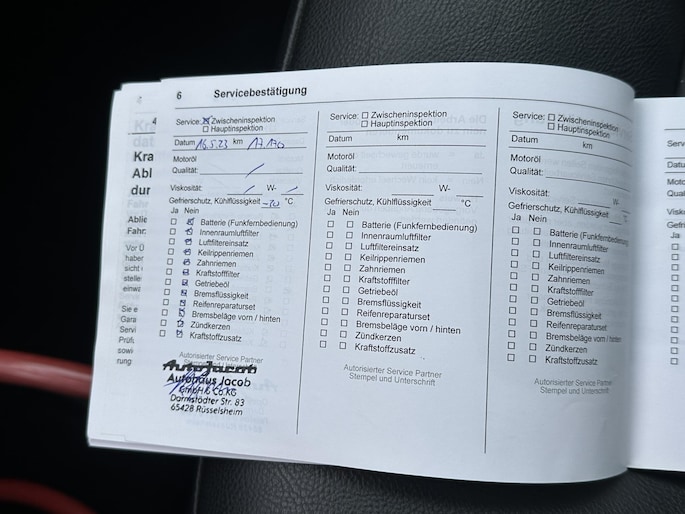 6 Servicebestätigung
Service: ☒ Zwischeninspektion
☐ Hauptinspektion
Datum 16.5.23 km 17.170
Motoröl
Qualität: /
Viskosität: / W- /
Gefrierschutz, Kühlflüssigkeit -70 °C
Ja Nein
Batterie (Funkfernbedienung)
Innenraumluftfilter
Luftfiltereinsatz
Keilrippenriemen
Zahnriemen
Kraftstofffilter
Getriebeöl
Bremsflüssigkeit
Reifenreparaturset
Bremsbeläge vorn / hinten
Zündkerzen
Kraftstoffzusatz
Autorisierter Service Partner
AutoJacob
Autohaus Jacob
GmbH & Co.KG
Darmstädter Str. 83
65428 Rüsselsheim
Service: ☐ Zwischeninspektion
☐ Hauptinspektion
Datum km
Motoröl
Qualität:
Viskosität: W-
Gefrierschutz, Kühlflüssigkeit °C
Ja Nein
Batterie (Funkfernbedienung)
Innenraumluftfilter
Luftfiltereinsatz
Keilrippenriemen
Zahnriemen
Kraftstofffilter
Getriebeöl
Bremsflüssigkeit
Reifenreparaturset
Bremsbeläge vorn / hinten
Zündkerzen
Kraftstoffzusatz
Autorisierter Service Partner
Stempel und Unterschrift
Service: ☐ Zwischeninspektion
☐ Hauptinspektion
Datum km
Motoröl
Qualität:
Viskosität: W-
Gefrierschutz, Kühlflüssigkeit °C
Ja Nein
Batterie (Funkfernbedienung)
Innenraumluftfilter
Luftfiltereinsatz
Keilrippenriemen
Zahnriemen
Kraftstofffilter
Getriebeöl
Bremsflüssigkeit
Reifenreparaturset
Bremsbeläge vorn / hinten
Zündkerzen
Kraftstoffzusatz
Autorisierter Service Partner
Stempel und Unterschrift